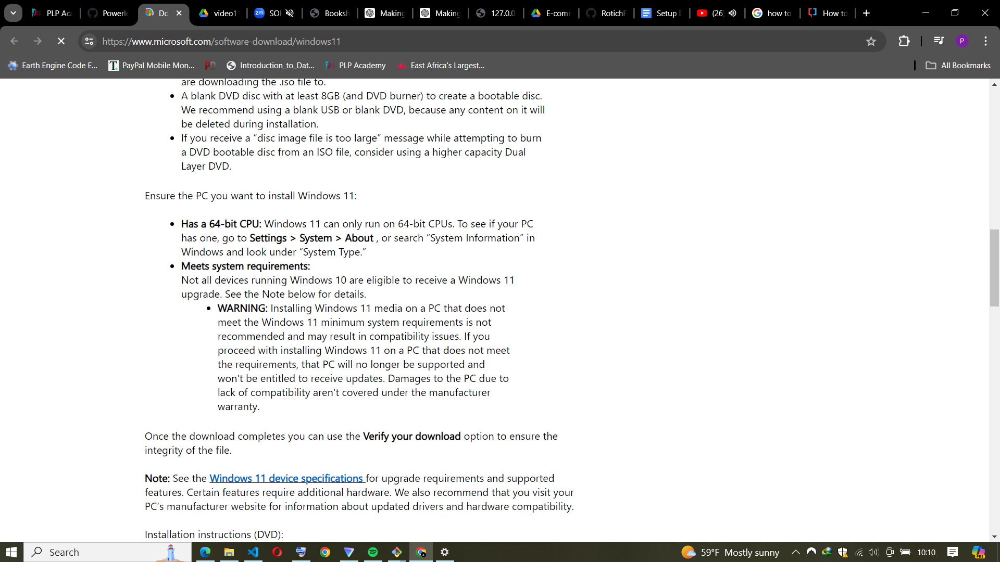 PLP Aca
Powerle
Do
video1
SOI
Booksh
Making
Making
127.0.0
E-comm
RotichP
Setup D
(26)
how to
How to
https://www.microsoft.com/software-download/windows11
P
Earth Engine Code E...
PayPal Mobile Mon...
Introduction_to_Dat...
PLP Academy
East Africa's Largest...
All Bookmarks
are downloading the .iso file to.
A blank DVD disc with at least 8GB (and DVD burner) to create a bootable disc.
We recommend using a blank USB or blank DVD, because any content on it will
be deleted during installation.
If you receive a “disc image file is too large” message while attempting to burn
a DVD bootable disc from an ISO file, consider using a higher capacity Dual
Layer DVD.
Ensure the PC you want to install Windows 11:
Has a 64-bit CPU: Windows 11 can only run on 64-bit CPUs. To see if your PC
has one, go to Settings > System > About , or search “System Information” in
Windows and look under “System Type.”
Meets system requirements:
Not all devices running Windows 10 are eligible to receive a Windows 11
upgrade. See the Note below for details.
WARNING: Installing Windows 11 media on a PC that does not
meet the Windows 11 minimum system requirements is not
recommended and may result in compatibility issues. If you
proceed with installing Windows 11 on a PC that does not meet
the requirements, that PC will no longer be supported and
won't be entitled to receive updates. Damages to the PC due to
lack of compatibility aren't covered under the manufacturer
warranty.
Once the download completes you can use the Verify your download option to ensure the
integrity of the file.
Note: See the Windows 11 device specifications for upgrade requirements and supported
features. Certain features require additional hardware. We also recommend that you visit your
PC’s manufacturer website for information about updated drivers and hardware compatibility.
Installation instructions (DVD):
Search
59°F Mostly sunny
10:10
PRE